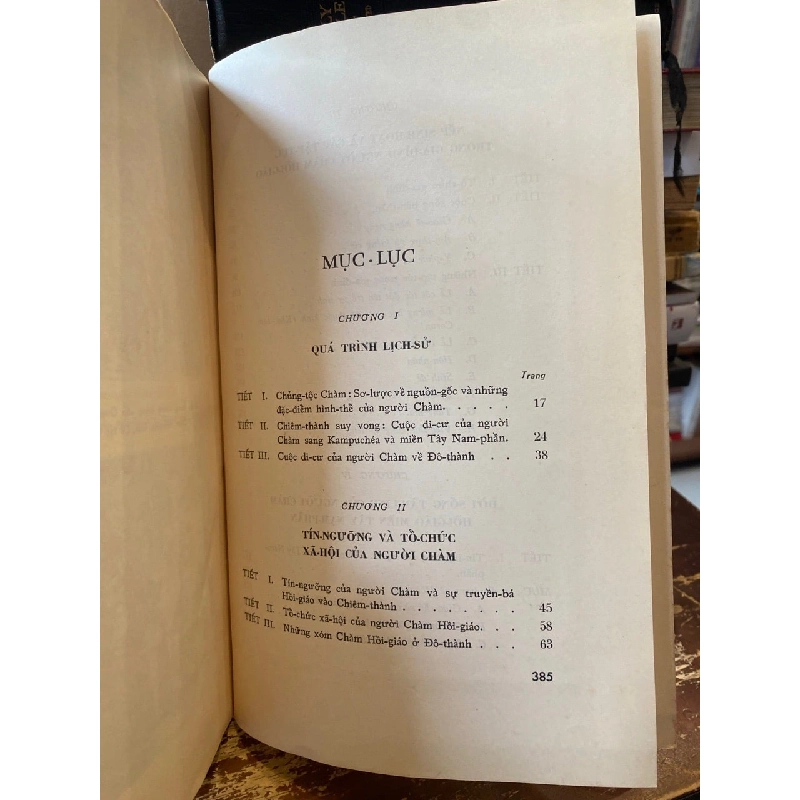 MỤC-LỤC
CHƯƠNG I
QUÁ TRÌNH LỊCH-SỬ
Trang
TIẾT I. Chủng-tộc Chàm: Sơ-lược về nguồn-gốc và những
đặc-điểm hình-thể của người Chàm. . . . . 17
TIẾT II. Chiêm-thành suy vong: Cuộc di-cư của người
Chàm sang Kampuchéa và miền Tây Nam-phần. 24
TIẾT III. Cuộc di-cư của người Chàm về Đô-thành . . 38
CHƯƠNG II
TÍN-NGƯỠNG VÀ TỔ-CHỨC
XÃ-HỘI CỦA NGƯỜI CHÀM
TIẾT I. Tín-ngưỡng của người Chàm và sự truyền-bá
Hồi-giáo vào Chiêm-thành . . . . . . . . 45
TIẾT II. Tổ-chức xã-hội của người Chàm Hồi-giáo. . . 58
TIẾT III. Những xóm Chàm Hồi-giáo ở Đô-thành . . . 63
385